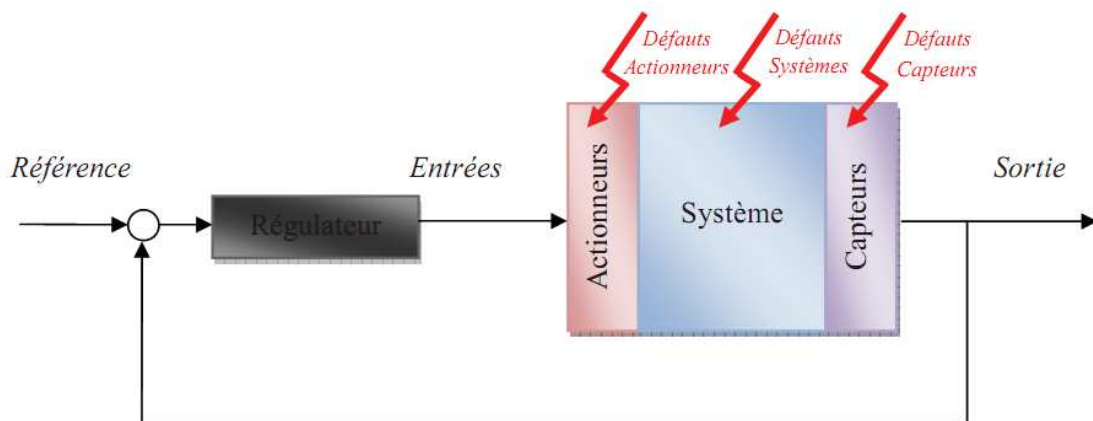 Défauts
Actionneurs
Défauts
Systèmes
Défauts
Capteurs
Référence
Entrées
Sortie
Régulateur
Actionneurs
Système
Capteurs